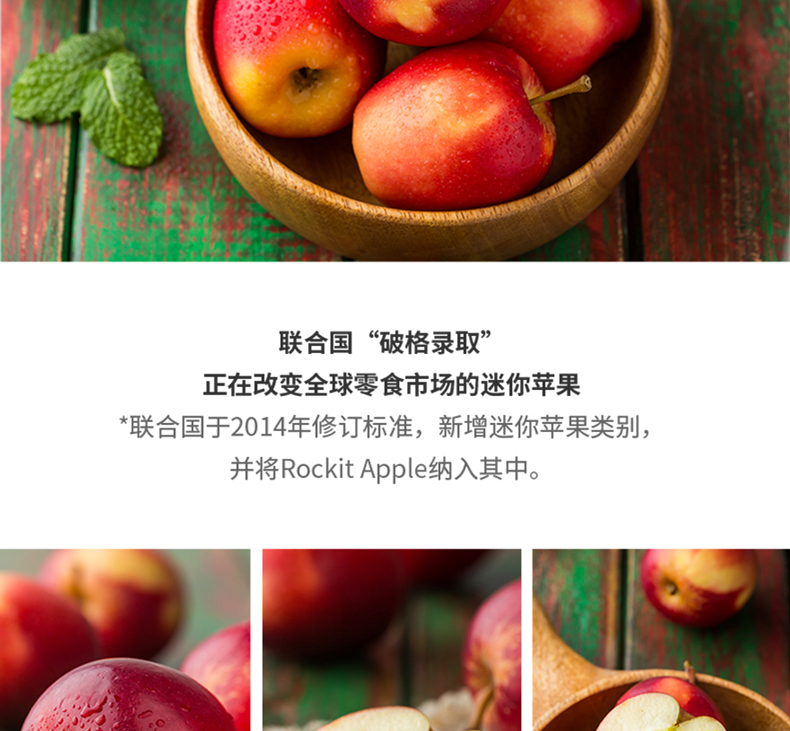 联合国“破格录取”
正在改变全球零食市场的迷你苹果
*联合国于2014年修订标准，新增迷你苹果类别，
并将Rockit Apple纳入其中。